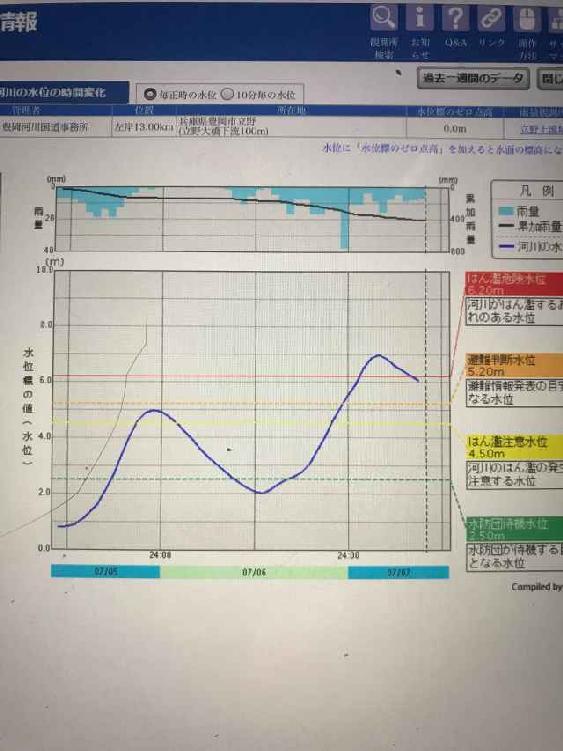 情報
観測所 お知 Q&A リンク 操作
検索 らせ 方法
過去一週間のデータ 閉じ
河川の水位の時間変化
毎正時の水位 10分毎の水位
管理者 位置 所在地 水位標のゼロ点高
豊岡河川国道事務所 左岸13.00km 兵庫県豊岡市立野
(立野大橋下流100m) 0.0m 立野上流
水位に「水位標のゼロ点高」を加えると水面の標高にな
(mm) (mm)
0 0
雨量 20 400 累加雨量
40 800
凡例
雨量
累加雨量
河川の水
(m)
10.0
8.0
6.0
4.0
2.0
0.0
水位標の値(水位)
はん濫危険水位
6.20m
河川がはん濫するお
れのある水位
避難判断水位
5.20m
避難情報発表の目安
なる水位
はん濫注意水位
4.50m
河川のはん濫の発生
注意する水位
水防団待機水位
2.50m
水防団が待機する目
となる水位
24:00 24:00
07/05 07/06 07/07
Compiled by